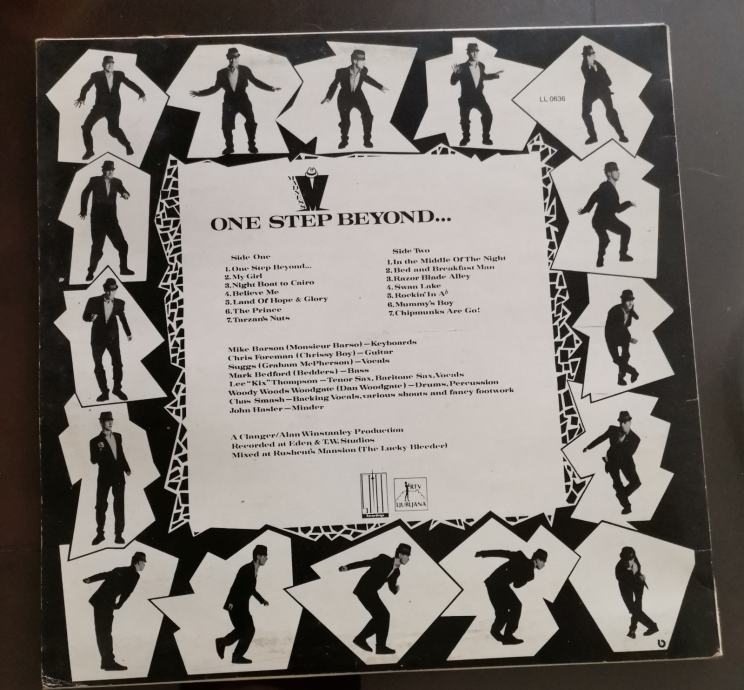 LL 0636
ONE STEP BEYOND...
Side One
1. One Step Beyond...
2. My Girl
3. Night Boat to Cairo
4. Believe Me
5. Land Of Hope & Glory
6. The Prince
7. Tarzan's Nuts
Side Two
1. In the Middle Of The Night
2. Bed and Breakfast Man
3. Razor Blade Alley
4. Swan Lake
5. Rockin' In A♭
6. Mummy's Boy
7. Chipmunks Are Go!
Mike Barson (Monsieur Barso)—Keyboards
Chris Foreman (Chrissy Boy)—Guitar
Suggs (Graham McPherson)—Vocals
Mark Bedford (Bedders)—Bass
Lee "Kix" Thompson—Tenor Sax, Baritone Sax, Vocals
Woody Woods Woodgate (Dan Woodgate)—Drums, Percussion
Chas Smash—Backing Vocals, various shouts and fancy footwork
John Hasler—Minder
A Clanger/Alan Winstanley Production
Recorded at Eden & T.W. Studios
Mixed at Rushent's Mansion (The Lucky Bleeder)
RTV
LJUBLJANA